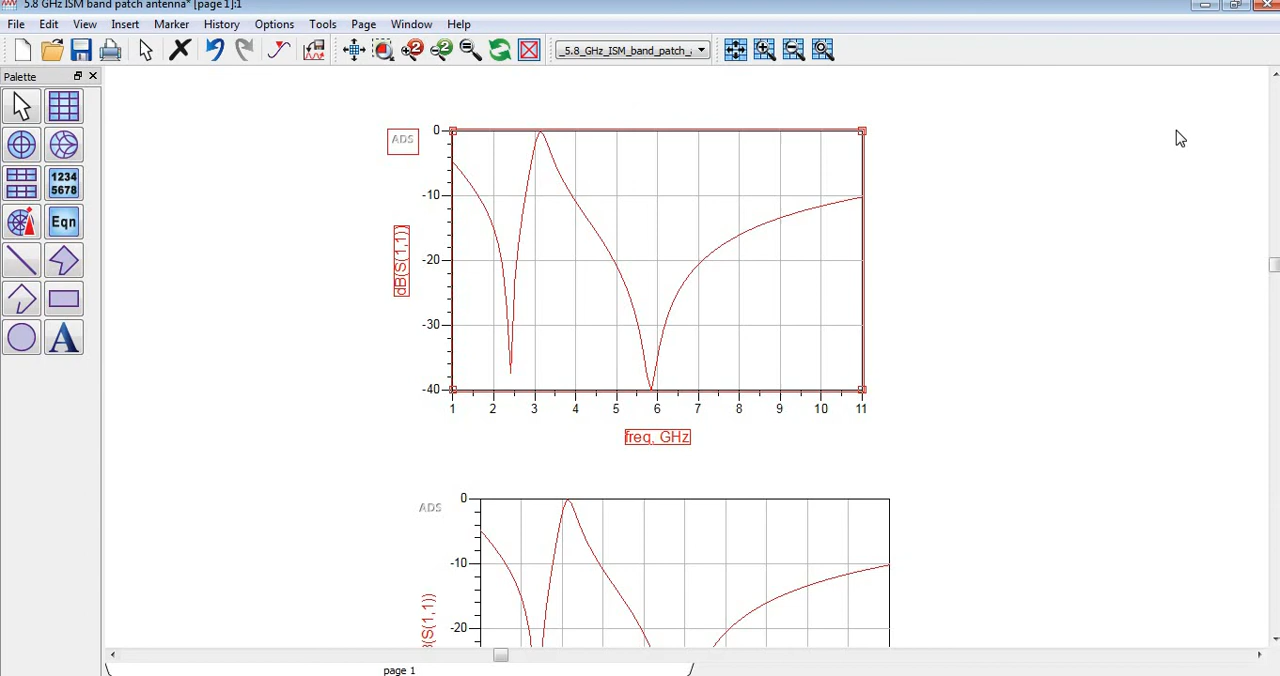 5.8 GHz ISM band patch antenna* [page 1]:1
File Edit View Insert Marker History Options Tools Page Window Help
_5.8_GHz_ISM_band_patch_
Palette
1234
5678
Eqn
A
ADS
0
-10
-20
-30
-40
dB(S(1,1))
1 2 3 4 5 6 7 8 9 10 11
freq, GHz
ADS
0
-10
-20
B(S(1,1))
page 1